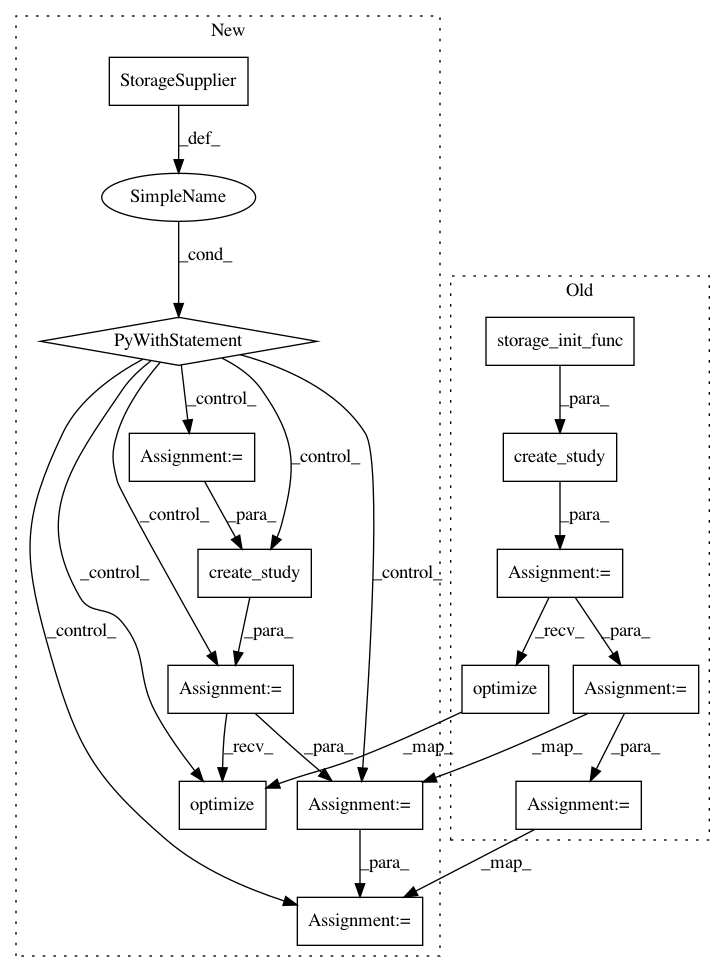 New
StorageSupplier
_def_
SimpleName
_cond_
Old
PyWithStatement
storage_init_func
_control_
_para_
Assignment:=
_control_
create_study
_control_
_para_
_para_
create_study
_control_
Assignment:=
_control_
_control_
_para_
_recv_
_para_
Assignment:=
optimize
Assignment:=
_recv_
_para_
_map_
_map_
_para_
optimize
Assignment:=
Assignment:=
_para_
_map_
Assignment:=